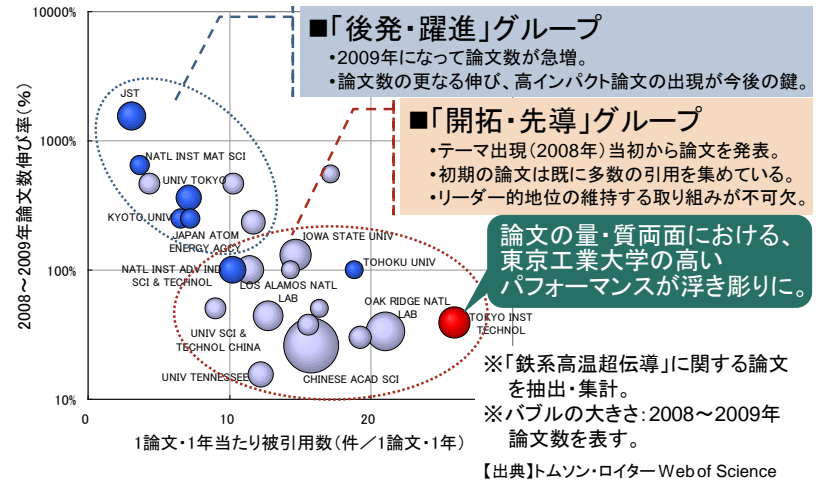 10000%
1000%
100%
10%
2008～2009年論文数伸び率(%)
0
10
20
1論文・1年当たり被引用数(件／1論文・1年)
■「後発・躍進」グループ
•2009年になって論文数が急増。
•論文数の更なる伸び、高インパクト論文の出現が今後の鍵。
■「開拓・先導」グループ
•テーマ出現(2008年)当初から論文を発表。
•初期の論文は既に多数の引用を集めている。
•リーダー的地位の維持する取り組みが不可欠。
論文の量・質両面における、
東京工業大学の高い
パフォーマンスが浮き彫りに。
JST
NATL INST MAT SCI
UNIV TOKYO
KYOTO UNIV
JAPAN ATOM
ENERGY AGCY
IOWA STATE UNIV
NATL INST ADV IND
SCI & TECHNOL
TOHOKU UNIV
LOS ALAMOS NATL
LAB
OAK RIDGE NATL
LAB
TOKYO INST
TECHNOL
UNIV SCI &
TECHNOL CHINA
UNIV TENNESSEE
CHINESE ACAD SCI
※「鉄系高温超伝導」に関する論文
を抽出・集計。
※バブルの大きさ：2008～2009年
論文数を表す。
【出典】トムソン・ロイター Web of Science